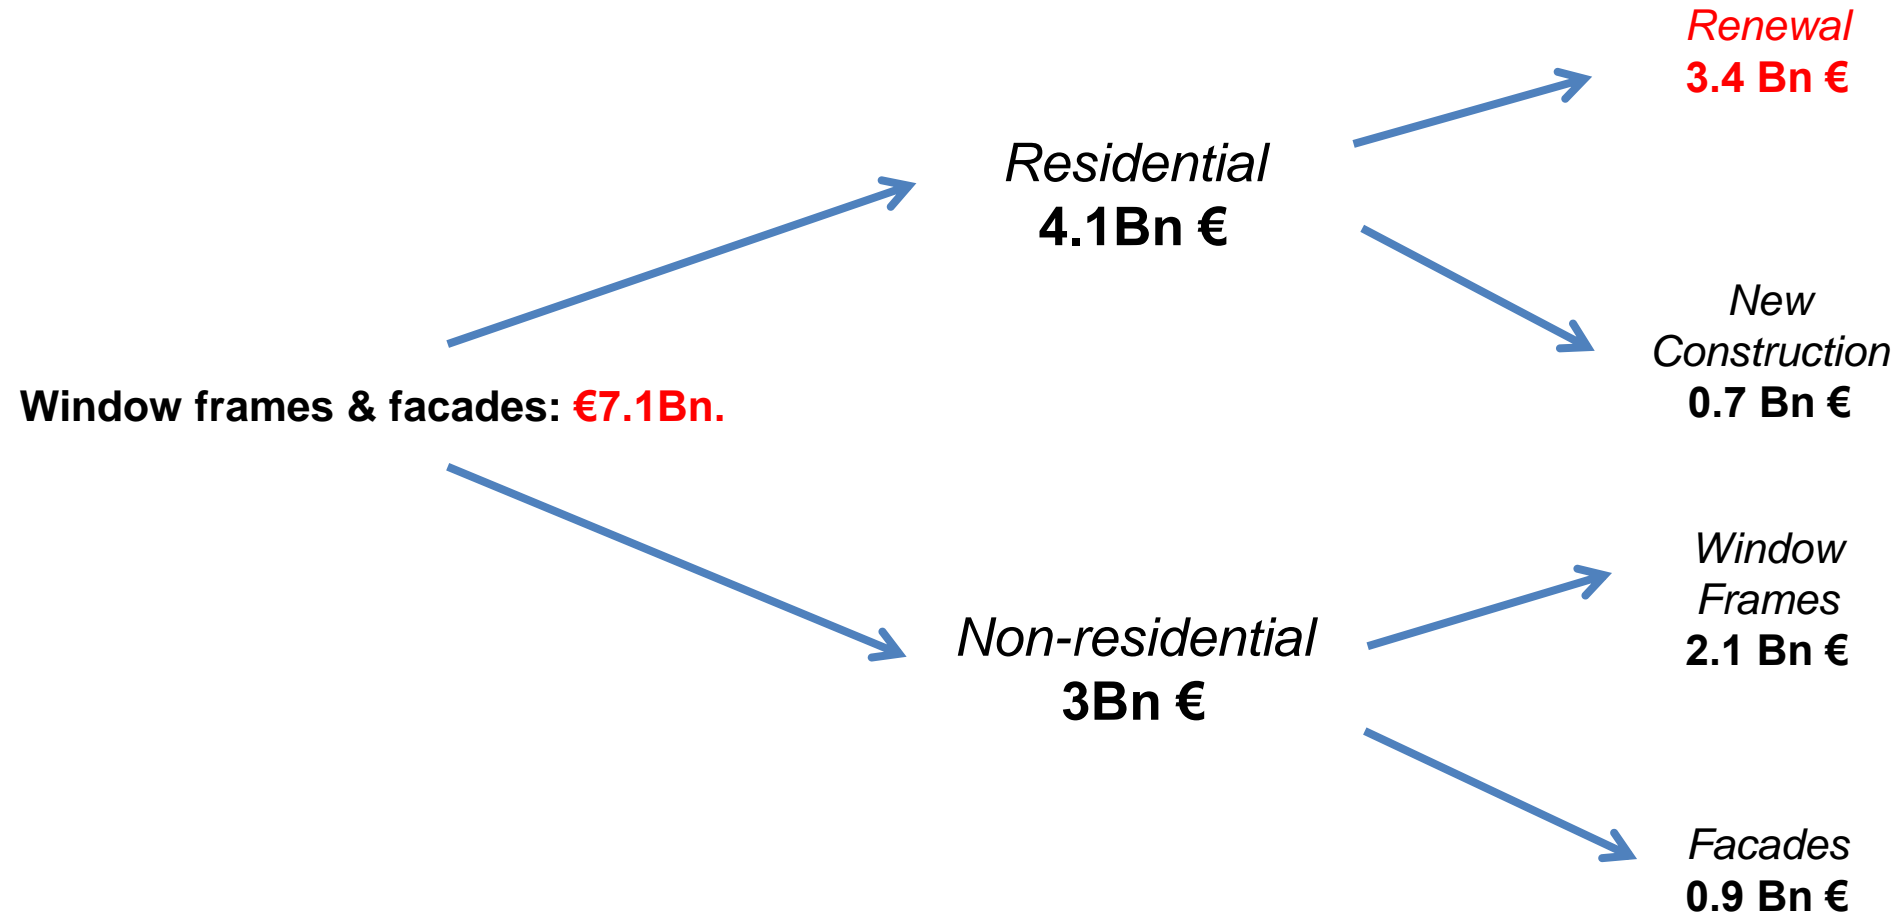 Window frames & facades: €7.1Bn.
Residential
4.1Bn €
Renewal
3.4 Bn €
New
Construction
0.7 Bn €
Non-residential
3Bn €
Window
Frames
2.1 Bn €
Facades
0.9 Bn €